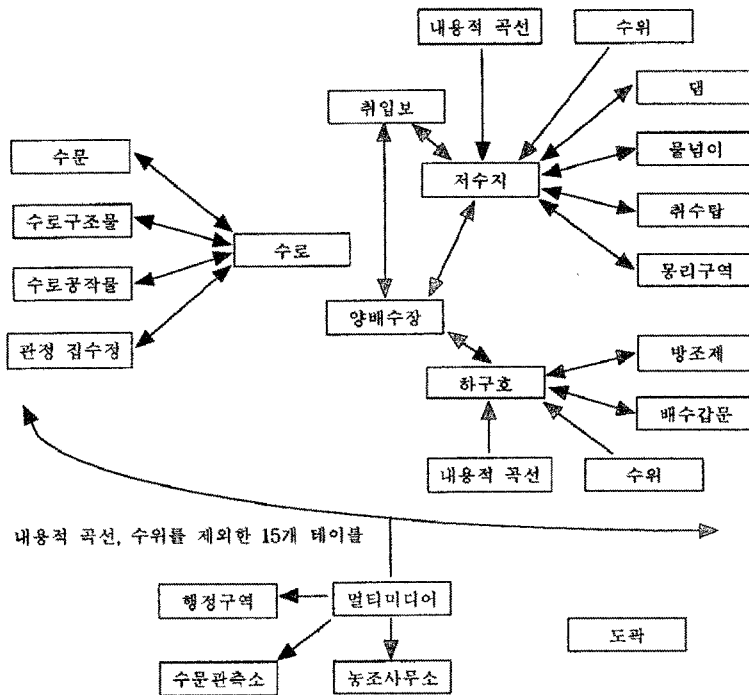 내용적 곡선
수위
댐
취입보
물넘이
수문
저수지
수로구조물
취수탑
수로
수로공작물
몽리구역
양배수장
관정 집수정
방조제
하구호
배수갑문
내용적 곡선
수위
내용적 곡선, 수위를 제외한 15개 테이블
행정구역
멀티미디어
도곽
수문관측소
농조사무소